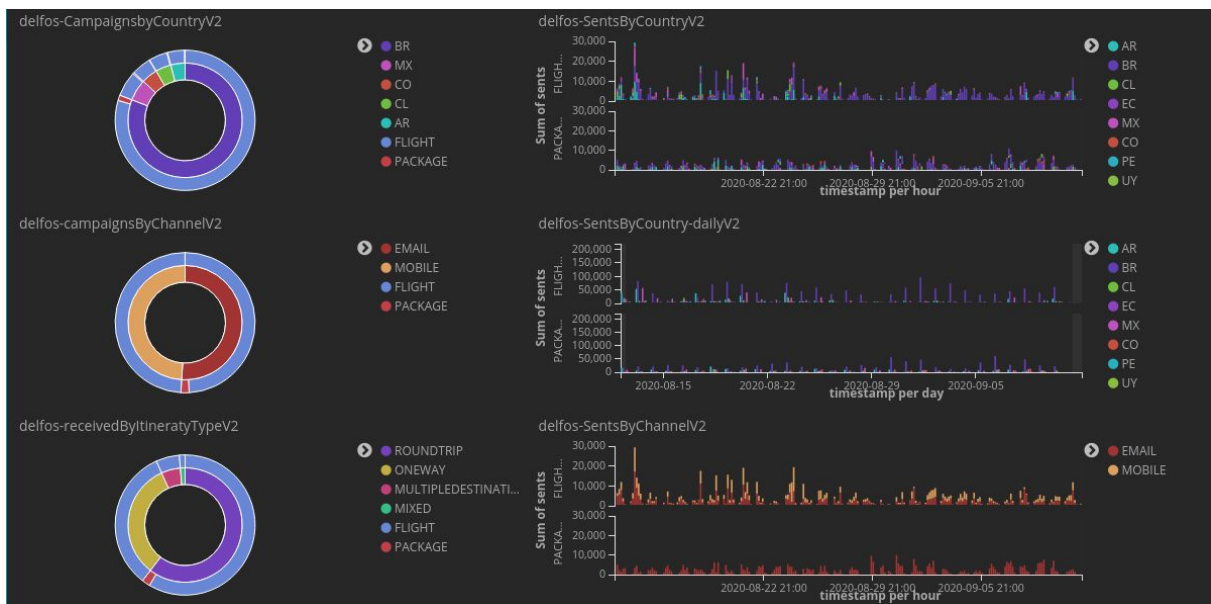 delfos-CampaignsbyCountryV2
BR
MX
CO
CL
AR
FLIGHT
PACKAGE
delfos-SentsByCountryV2
Sum of sents
FLIGH...
30,000
20,000
10,000
0
PACKA...
30,000
20,000
10,000
0
2020-08-22 21:00
2020-08-29 21:00
2020-09-05 21:00
timestamp per hour
AR
BR
CL
EC
MX
CO
PE
UY
delfos-campaignsByChannelV2
EMAIL
MOBILE
FLIGHT
PACKAGE
delfos-SentsByCountry-dailyV2
Sum of sents
FLIGH...
200,000
150,000
100,000
50,000
0
PACKA...
200,000
150,000
100,000
50,000
0
2020-08-15
2020-08-22
2020-08-29
2020-09-05
timestamp per day
AR
BR
CL
EC
MX
CO
PE
UY
delfos-receivedByItineratyTypeV2
ROUNDTRIP
ONEWAY
MULTIPLEDESTINATI...
MIXED
FLIGHT
PACKAGE
delfos-SentsByChannelV2
Sum of sents
FLIGH...
30,000
20,000
10,000
0
PACKA...
30,000
20,000
10,000
0
2020-08-22 21:00
2020-08-29 21:00
2020-09-05 21:00
timestamp per hour
EMAIL
MOBILE